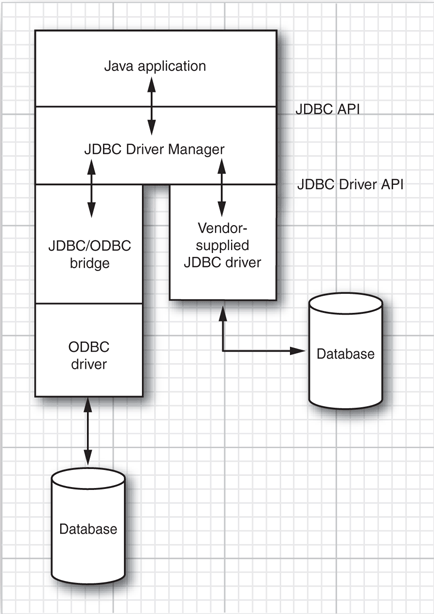 Java application
JDBC API
JDBC Driver Manager
JDBC Driver API
JDBC/ODBC
bridge
Vendor-
supplied
JDBC driver
ODBC
driver
Database
Database